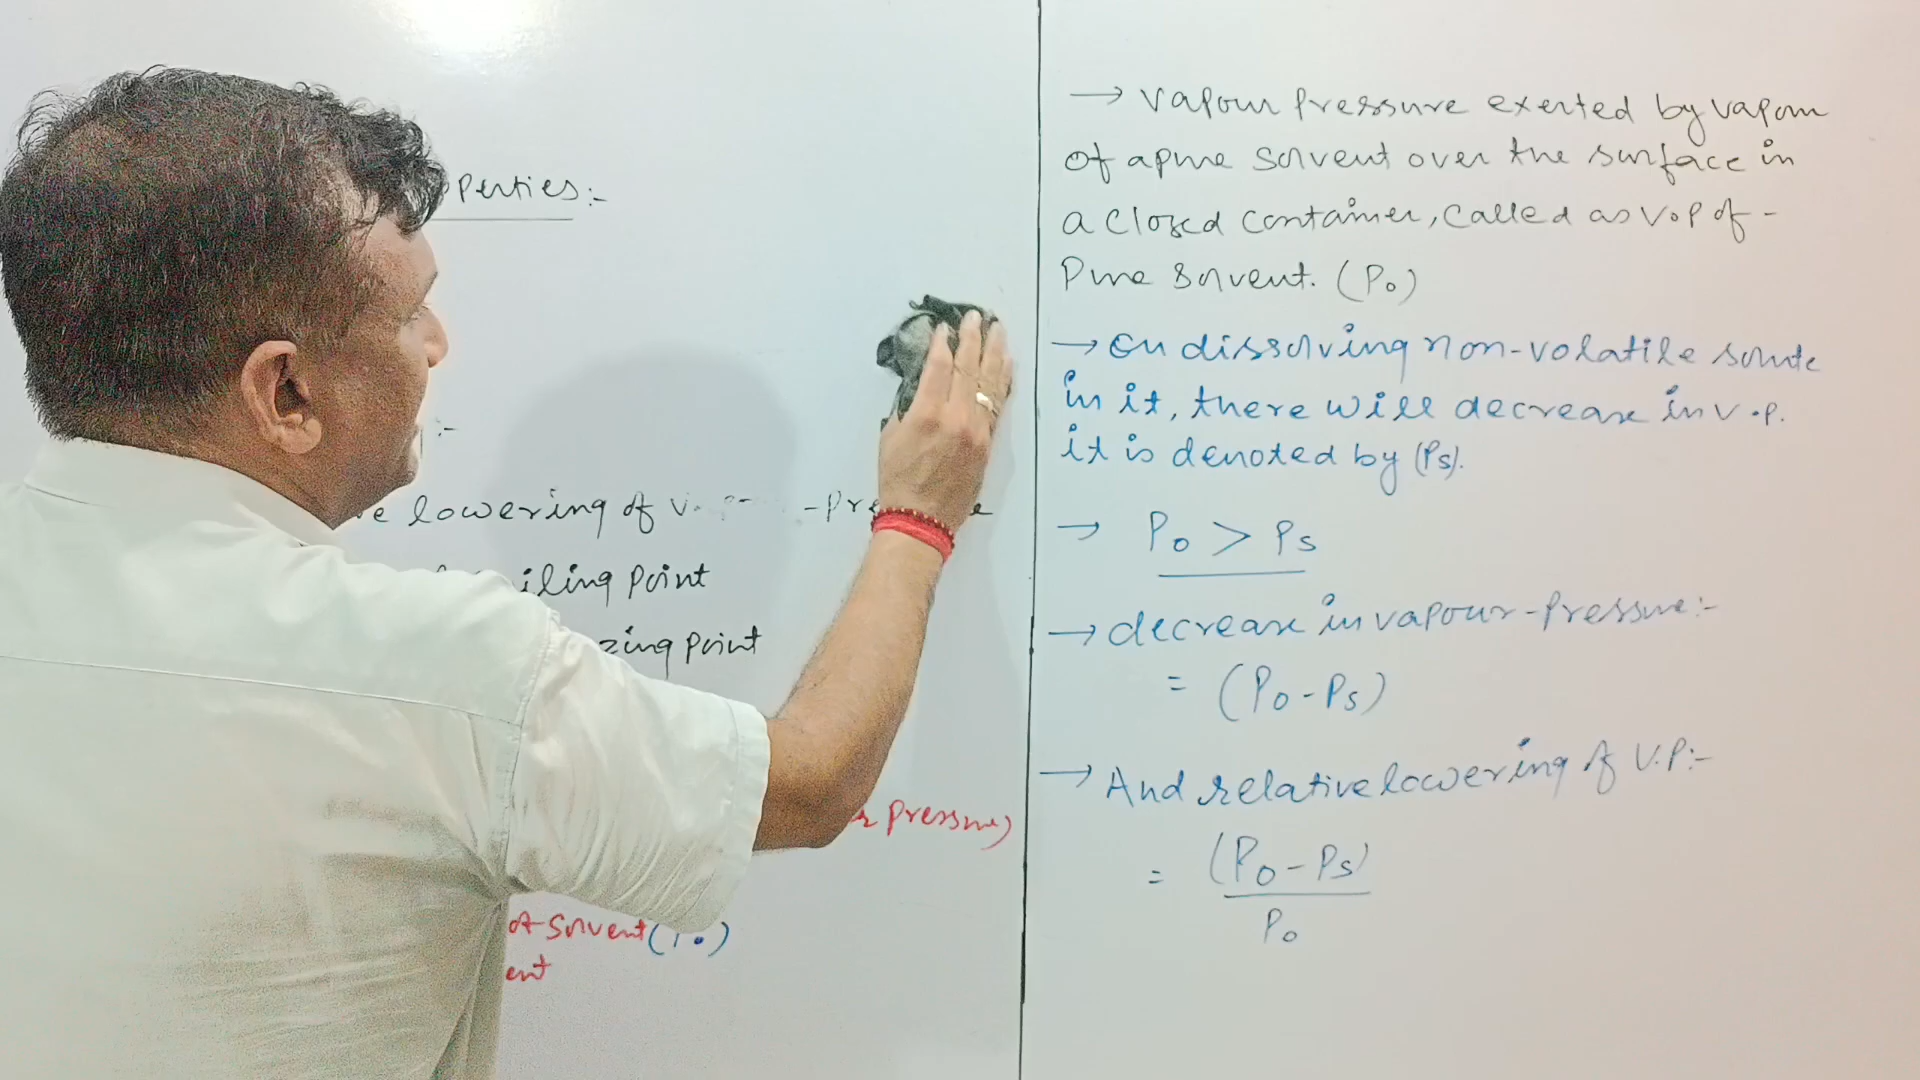 perties:-
:-
e lowering of v. -Pre e
iling point
zing point
r pressure)
of solvent (P₀)
ent
→ Vapour pressure exerted by vapour
of a pure solvent over the surface in
a closed container, called as V.P of -
Pure solvent. (P₀)
→ on dissolving non-volatile solute
in it, there will decrease in v.p.
it is denoted by (Ps).
→ P₀ > Ps
→ decrease in vapour-pressure:-
= (P₀-Ps)
→ And relative lowering of V.P:-
= (P₀-Ps)
P₀